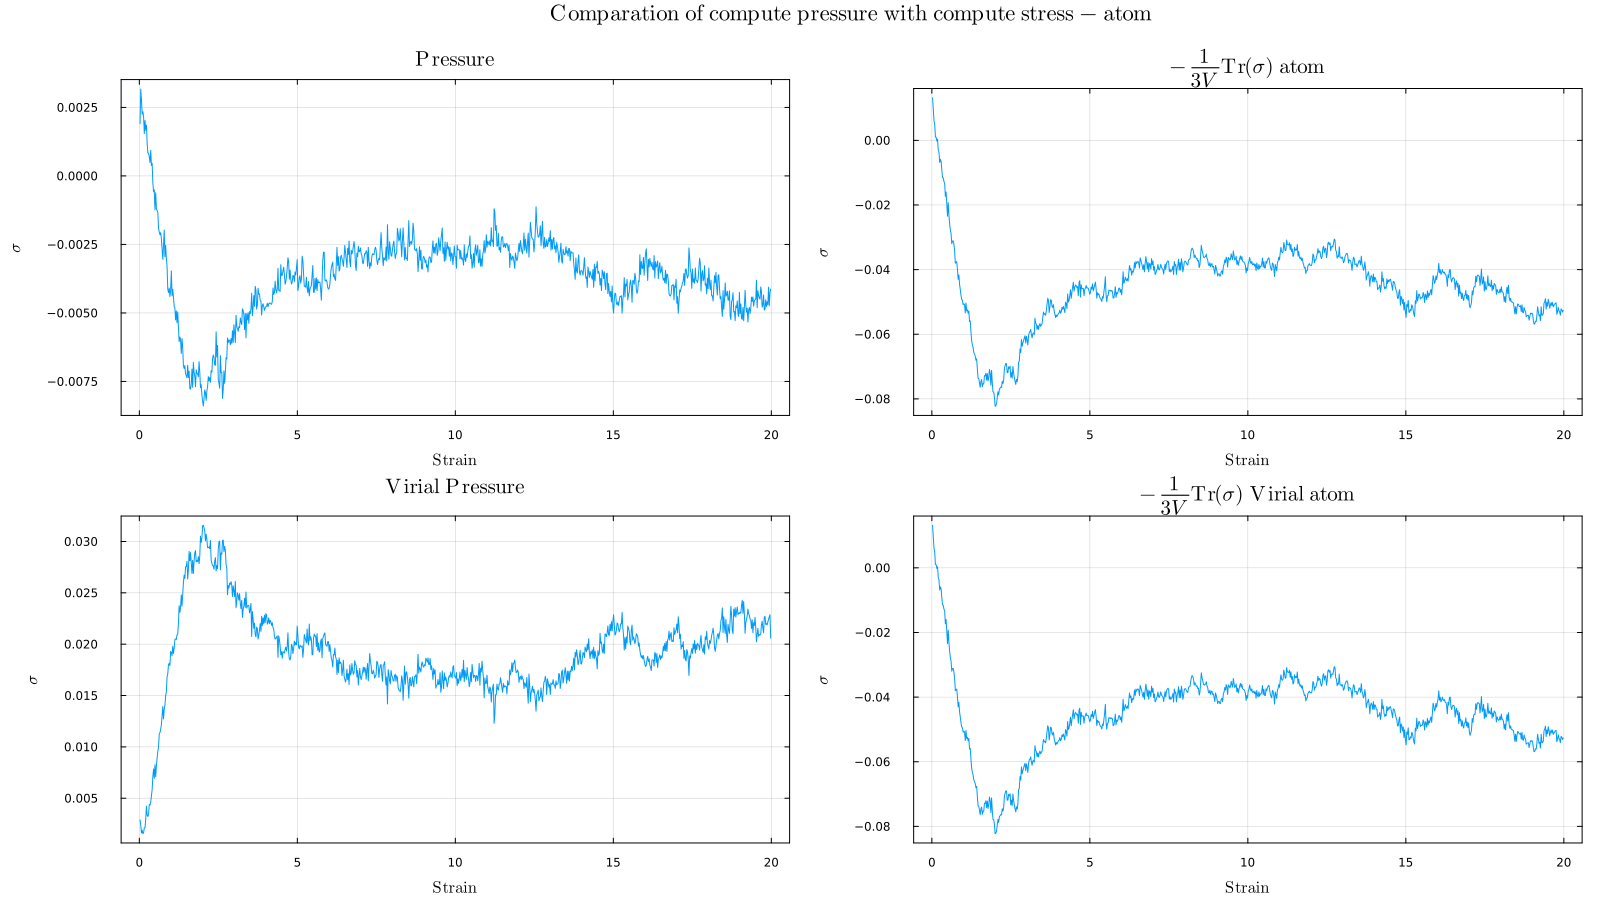 Comparation of compute pressure with compute stress − atom
Pressure
0.0025
0.0000
−0.0025
−0.0050
−0.0075
σ
0 5 10 15 20
Strain
− 1/3V Tr(σ) atom
0.00
−0.02
−0.04
−0.06
−0.08
σ
0 5 10 15 20
Strain
Virial Pressure
0.030
0.025
0.020
0.015
0.010
0.005
σ
0 5 10 15 20
Strain
− 1/3V Tr(σ) Virial atom
0.00
−0.02
−0.04
−0.06
−0.08
σ
0 5 10 15 20
Strain